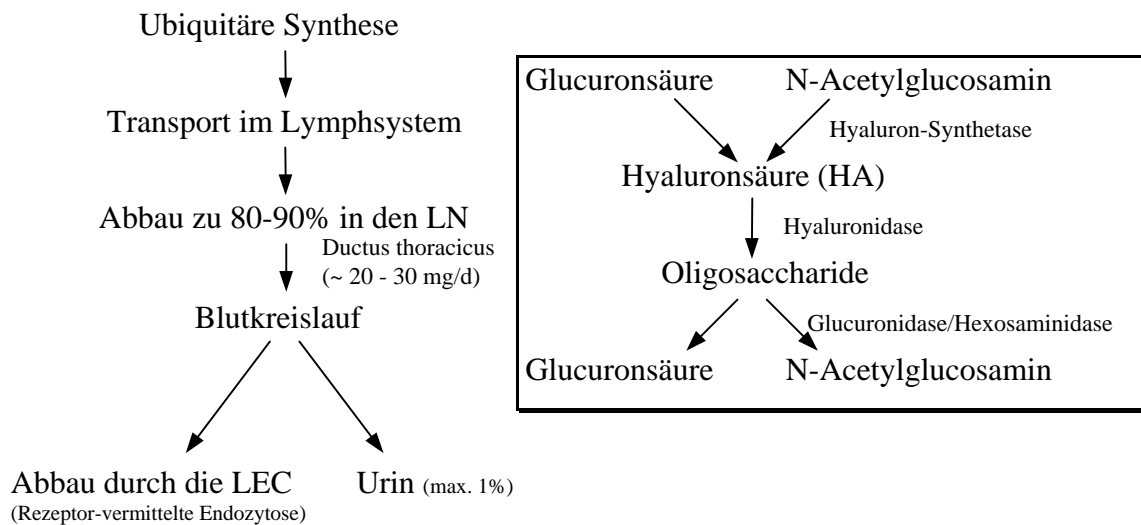 Ubiquitäre Synthese
Transport im Lymphsystem
Abbau zu 80-90% in den LN
Ductus thoracicus
(~ 20 - 30 mg/d)
Blutkreislauf
Abbau durch die LEC
(Rezeptor-vermittelte Endozytose)
Urin (max. 1%)
Glucuronsäure
N-Acetylglucosamin
Hyaluron-Synthetase
Hyaluronsäure (HA)
Hyaluronidase
Oligosaccharide
Glucuronidase/Hexosaminidase
Glucuronsäure
N-Acetylglucosamin